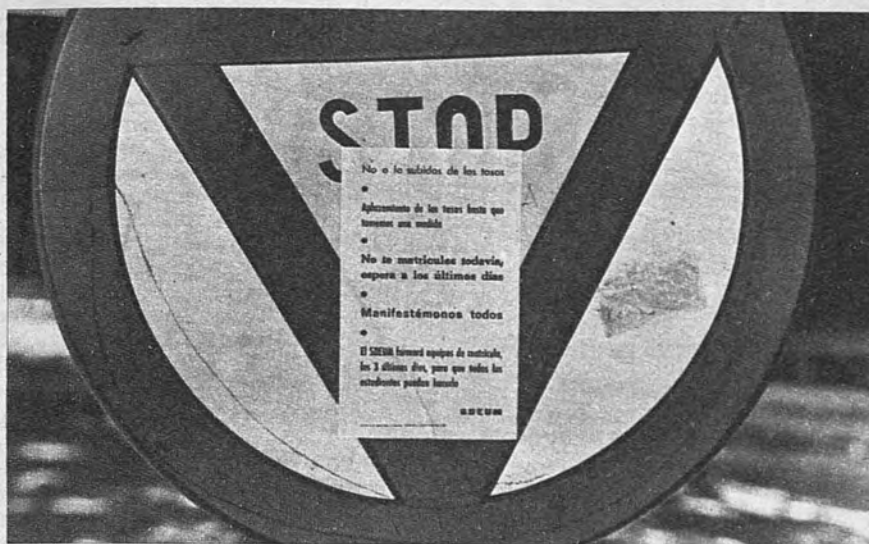 STOP
No a la subidas de las tasas
Aplazamiento de las tasas hasta que
tomemos una medida
No te matricules todavía,
espera a los últimos días
Manifestémonos todos
El SDEUM formará equipos de matrícula,
los 3 últimos días, para que todos los
estudiantes puedan hacerlo
SDEUM